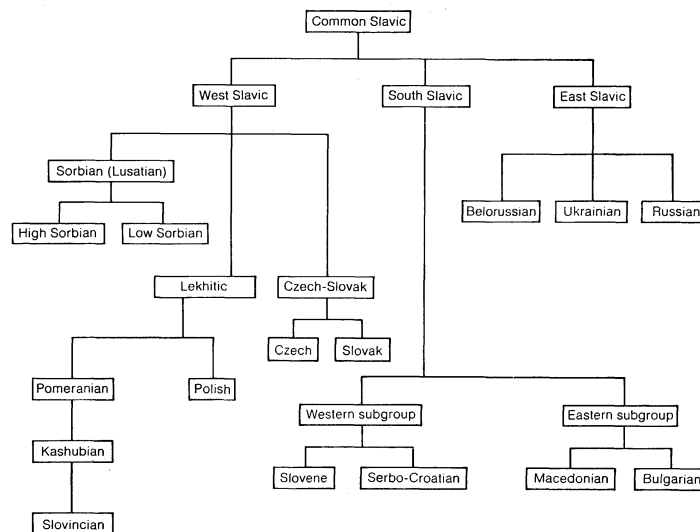 Common Slavic
West Slavic
South Slavic
East Slavic
Sorbian (Lusatian)
Belorussian
Ukrainian
Russian
High Sorbian
Low Sorbian
Lekhitic
Czech-Slovak
Czech
Slovak
Pomeranian
Polish
Western subgroup
Eastern subgroup
Kashubian
Slovene
Serbo-Croatian
Macedonian
Bulgarian
Slovincian